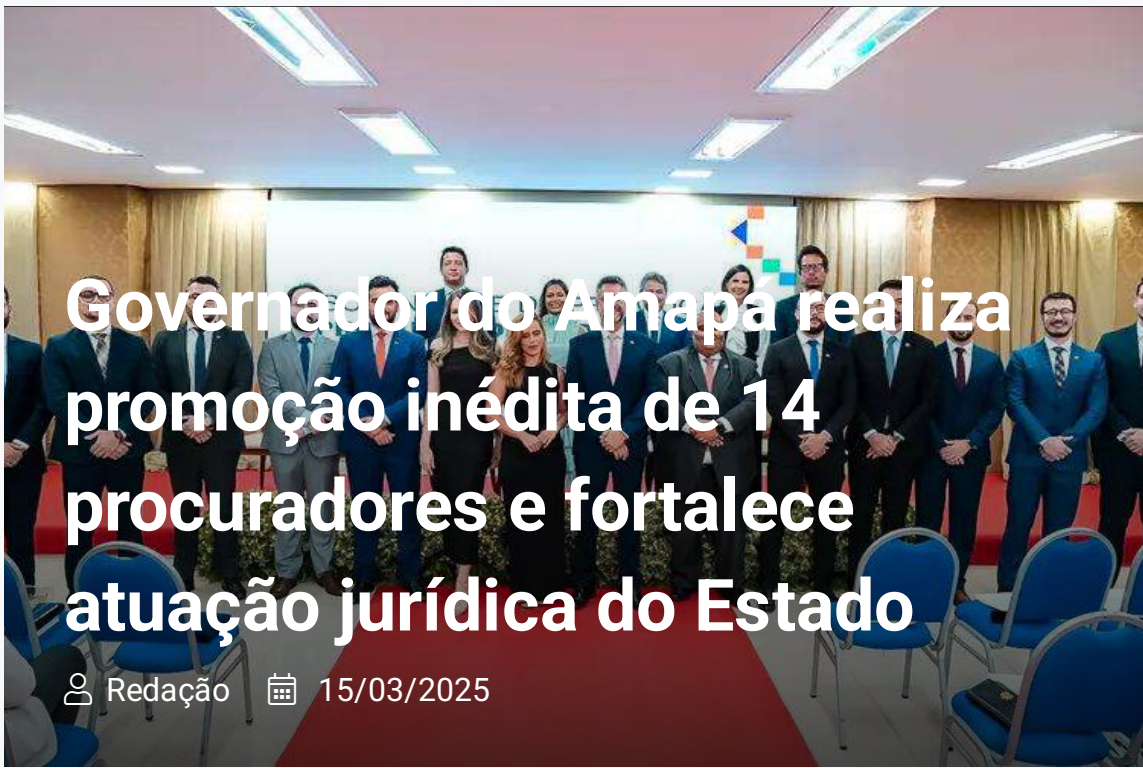 Governador do Amapá realiza
promoção inédita de 14
procuradores e fortalece
atuação jurídica do Estado
Redação 15/03/2025